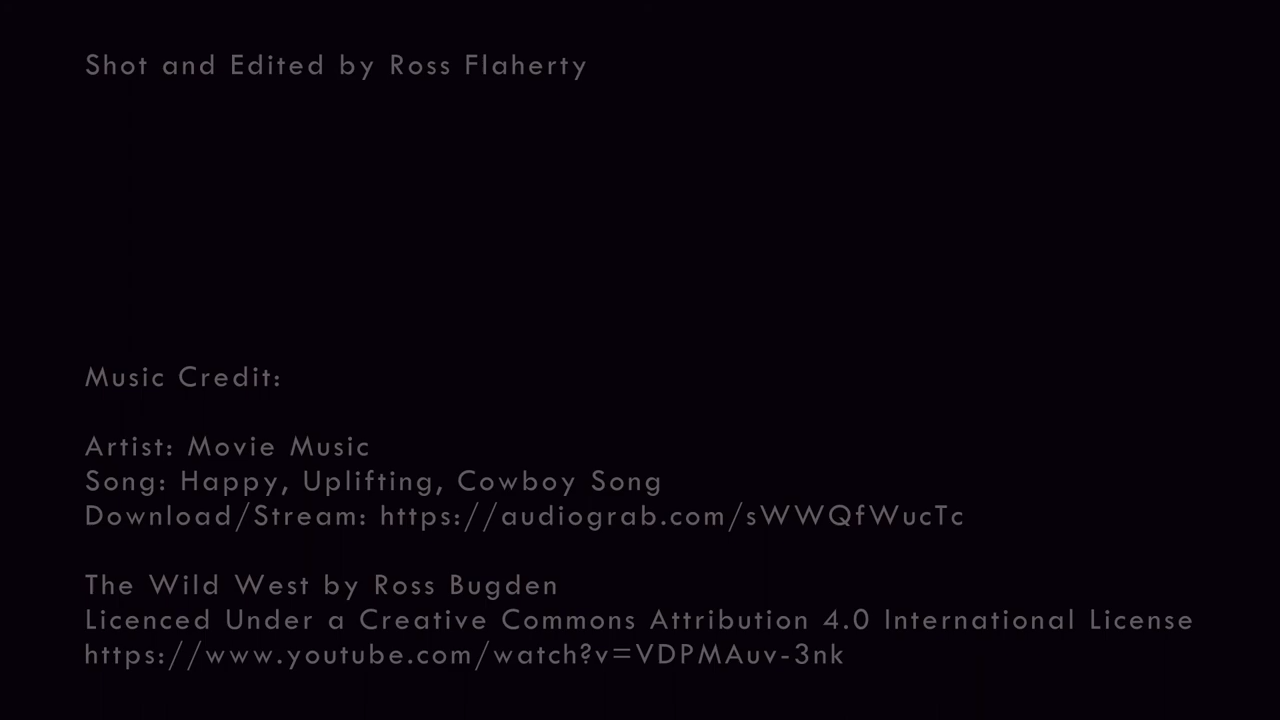 Shot and Edited by Ross Flaherty
Music Credit:
Artist: Movie Music
Song: Happy, Uplifting, Cowboy Song
Download/Stream: https://audiograb.com/sWWQfWucTc
The Wild West by Ross Bugden
Licenced Under a Creative Commons Attribution 4.0 International License
https://www.youtube.com/watch?v=VDPMAuv-3nk